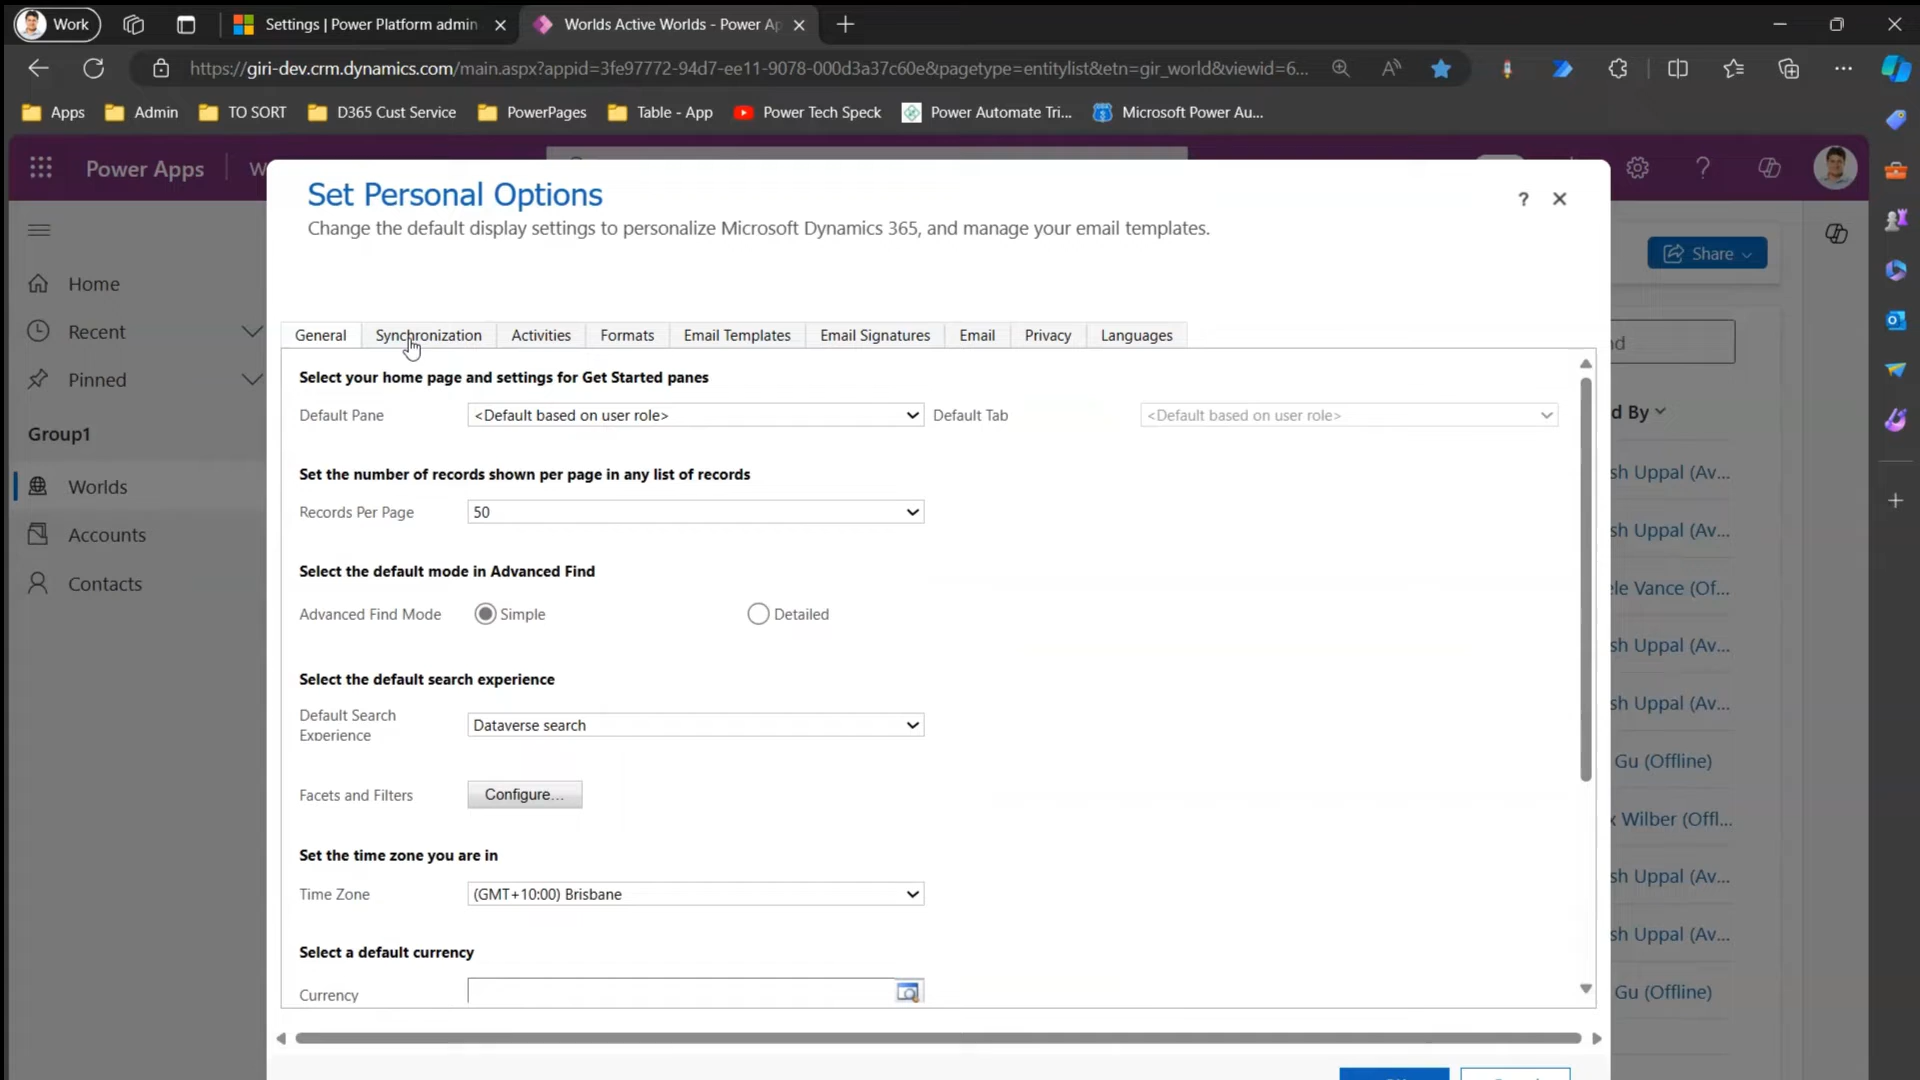 Work
Settings | Power Platform admin
Worlds Active Worlds - Power Ap
https://giri-dev.crm.dynamics.com/main.aspx?appid=3fe97772-94d7-ee11-9078-000d3a37c60e&pagetype=entitylist&etn=gir_world&viewid=6...
Apps
Admin
TO SORT
D365 Cust Service
PowerPages
Table - App
Power Tech Speck
Power Automate Tri...
Microsoft Power Au...
Power Apps
W
Set Personal Options
?
Change the default display settings to personalize Microsoft Dynamics 365, and manage your email templates.
Share
Home
Recent
Pinned
Group1
Worlds
Accounts
Contacts
General
Synchronization
Activities
Formats
Email Templates
Email Signatures
Email
Privacy
Languages
Select your home page and settings for Get Started panes
Default Pane
<Default based on user role>
Default Tab
<Default based on user role>
Set the number of records shown per page in any list of records
Records Per Page
50
Select the default mode in Advanced Find
Advanced Find Mode
Simple
Detailed
Select the default search experience
Default Search
Experience
Dataverse search
Facets and Filters
Configure...
Set the time zone you are in
Time Zone
(GMT+10:00) Brisbane
Select a default currency
Currency
nd
d By
sh Uppal (Av...
sh Uppal (Av...
ele Vance (Of...
sh Uppal (Av...
sh Uppal (Av...
Gu (Offline)
x Wilber (Offl...
sh Uppal (Av...
sh Uppal (Av...
Gu (Offline)